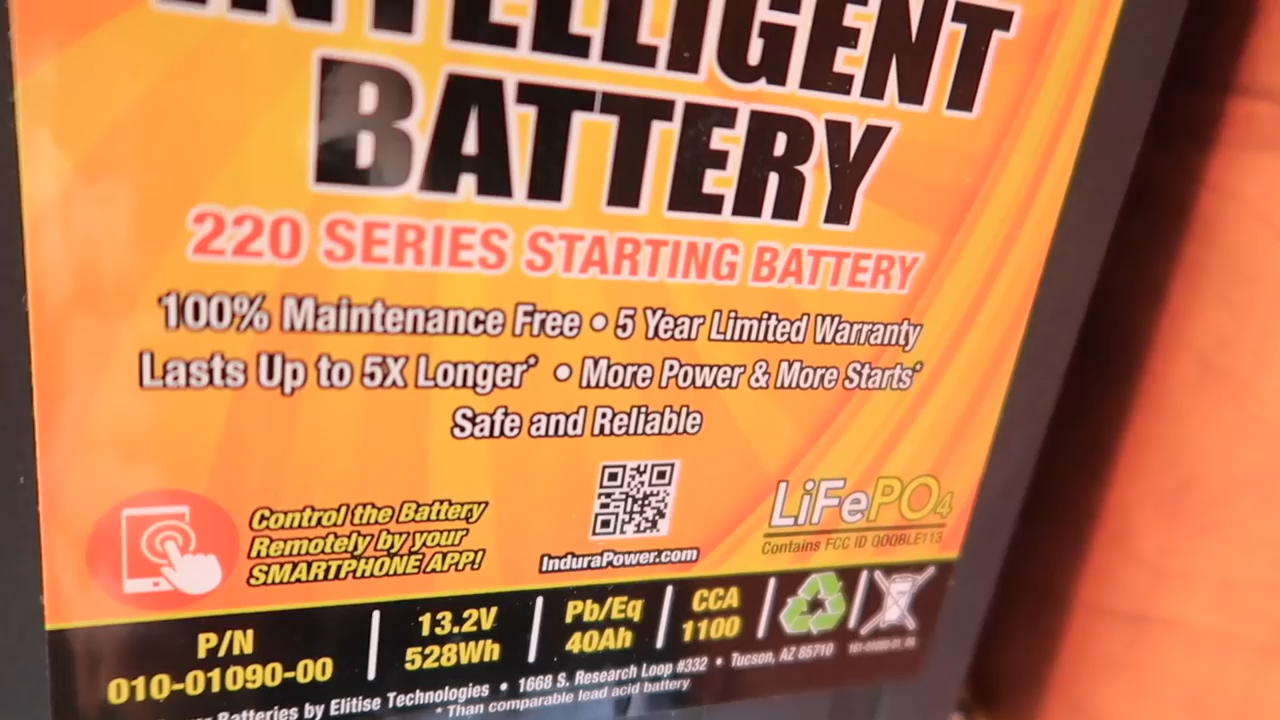 INTELLIGENT
BATTERY
220 SERIES STARTING BATTERY
100% Maintenance Free • 5 Year Limited Warranty
Lasts Up to 5X Longer* • More Power & More Starts*
Safe and Reliable
Control the Battery
Remotely by your
SMARTPHONE APP!
InduraPower.com
LiFePO4
Contains FCC ID QOQBLE113
P/N
010-01090-00
13.2V
528Wh
Pb/Eq
40Ah
CCA
1100
Batteries by Elitise Technologies • 1668 S. Research Loop #332 • Tucson, AZ 85710
* Than comparable lead acid battery